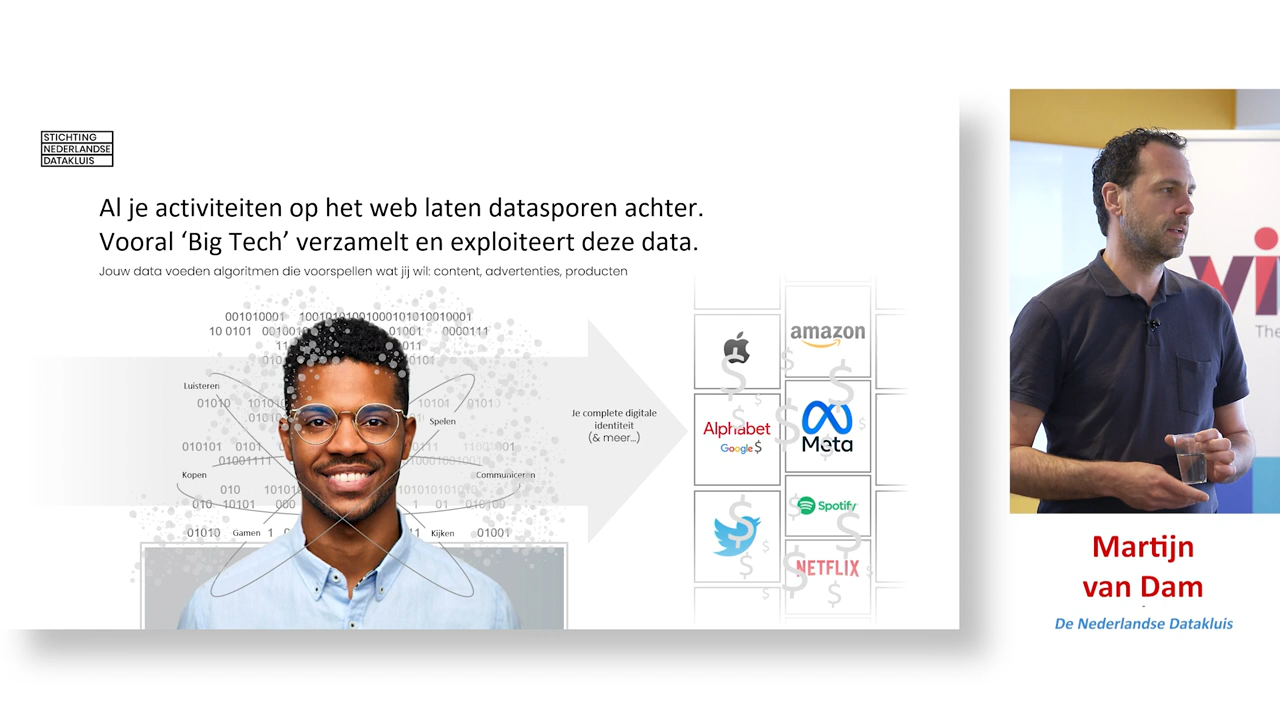 STICHTING
NEDERLANDSE
DATAKLUIS
Al je activiteiten op het web laten datasporen achter.
Vooral ‘Big Tech’ verzamelt en exploiteert deze data.
Jouw data voeden algoritmen die voorspellen wat jij wil: content, advertenties, producten
Luisteren
Spelen
Kopen
Communiceren
Gamen
Kijken
Je complete digitale
identiteit
(& meer...)
amazon
Alphabet
Google $
Meta
Spotify
NETFLIX
vi
The
Martijn
van Dam
De Nederlandse Datakluis